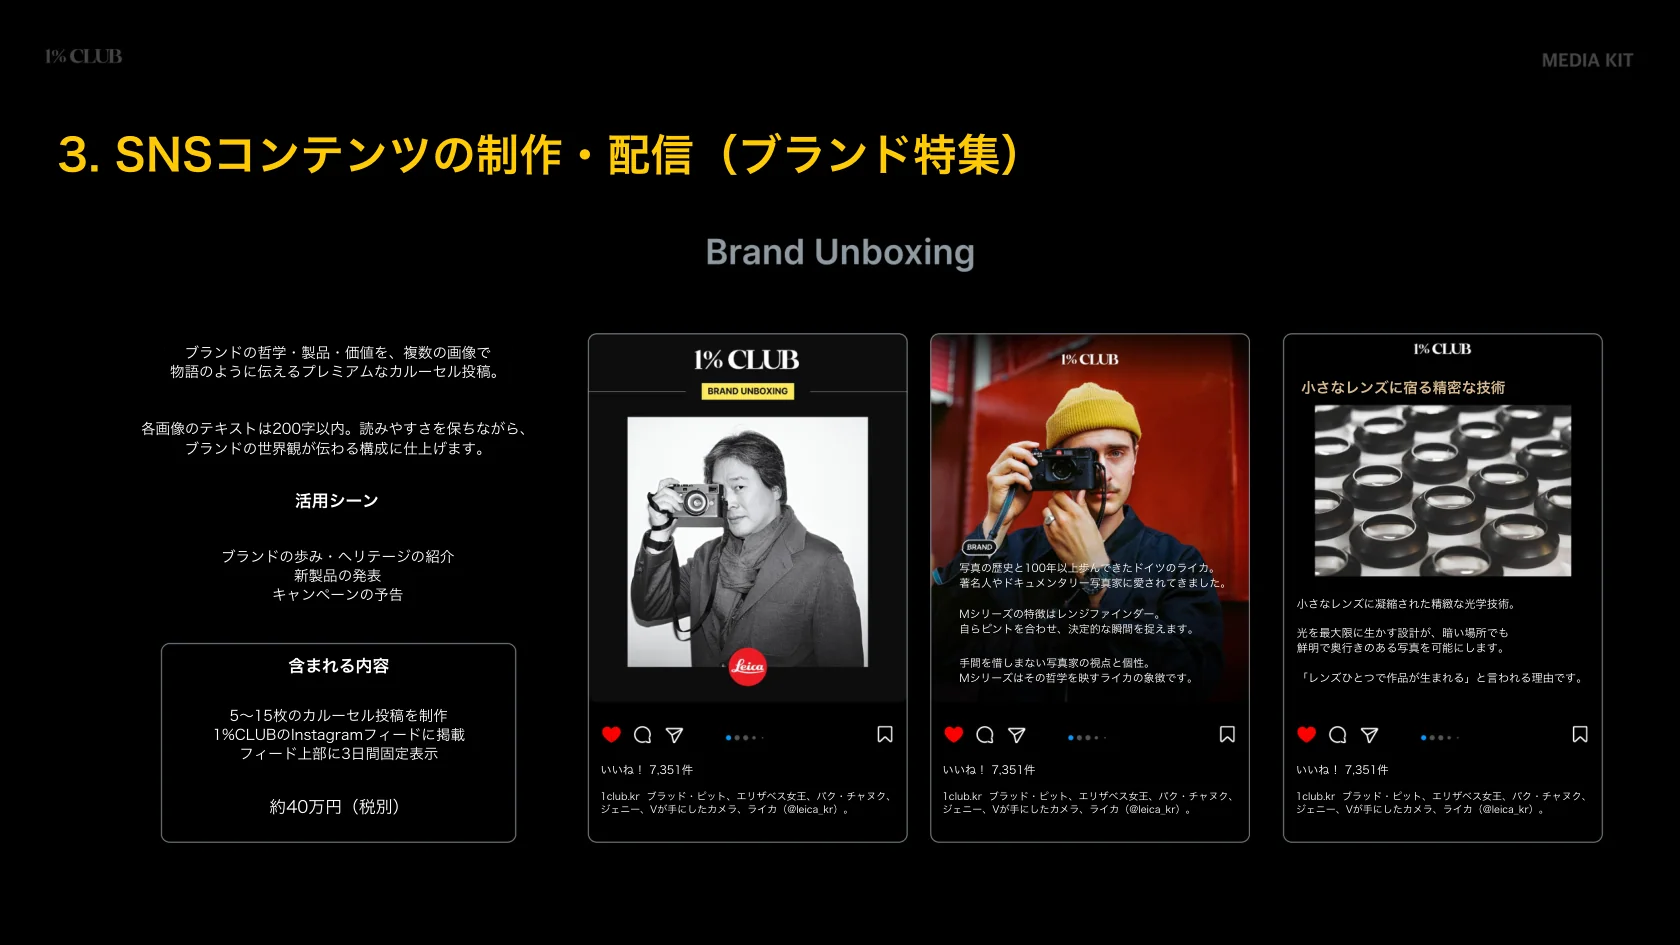 1% CLUB
MEDIA KIT
3. SNSコンテンツの制作・配信（ブランド特集）
Brand Unboxing
ブランドの哲学・製品・価値を、複数の画像で
物語のように伝えるプレミアムなカルーセル投稿。
各画像のテキストは200字以内。読みやすさを保ちながら、
ブランドの世界観が伝わる構成に仕上げます。
活用シーン
ブランドの歩み・ヘリテージの紹介
新製品の発表
キャンペーンの予告
含まれる内容
5〜15枚のカルーセル投稿を制作
1%CLUBのInstagramフィードに掲載
フィード上部に3日間固定表示
約40万円（税別）
1% CLUB
BRAND UNBOXING
Leica
いいね！ 7,351件
1club.kr ブラッド・ピット、エリザベス女王、パク・チャヌク、
ジェニー、Vが手にしたカメラ、ライカ（@leica_kr）。
1% CLUB
BRAND
写真の歴史と100年以上歩んできたドイツのライカ。
著名人やドキュメンタリー写真家に愛されてきました。
Mシリーズの特徴はレンジファインダー。
自らピントを合わせ、決定的な瞬間を捉えます。
手間を惜しまない写真家の視点と個性。
Mシリーズはその哲学を映すライカの象徴です。
いいね！ 7,351件
1club.kr ブラッド・ピット、エリザベス女王、パク・チャヌク、
ジェニー、Vが手にしたカメラ、ライカ（@leica_kr）。
1% CLUB
小さなレンズに宿る精密な技術
小さなレンズに凝縮された精緻な光学技術。
光を最大限に生かす設計が、暗い場所でも
鮮明で奥行きのある写真を可能にします。
「レンズひとつで作品が生まれる」と言われる理由です。
いいね！ 7,351件
1club.kr ブラッド・ピット、エリザベス女王、パク・チャヌク、
ジェニー、Vが手にしたカメラ、ライカ（@leica_kr）。